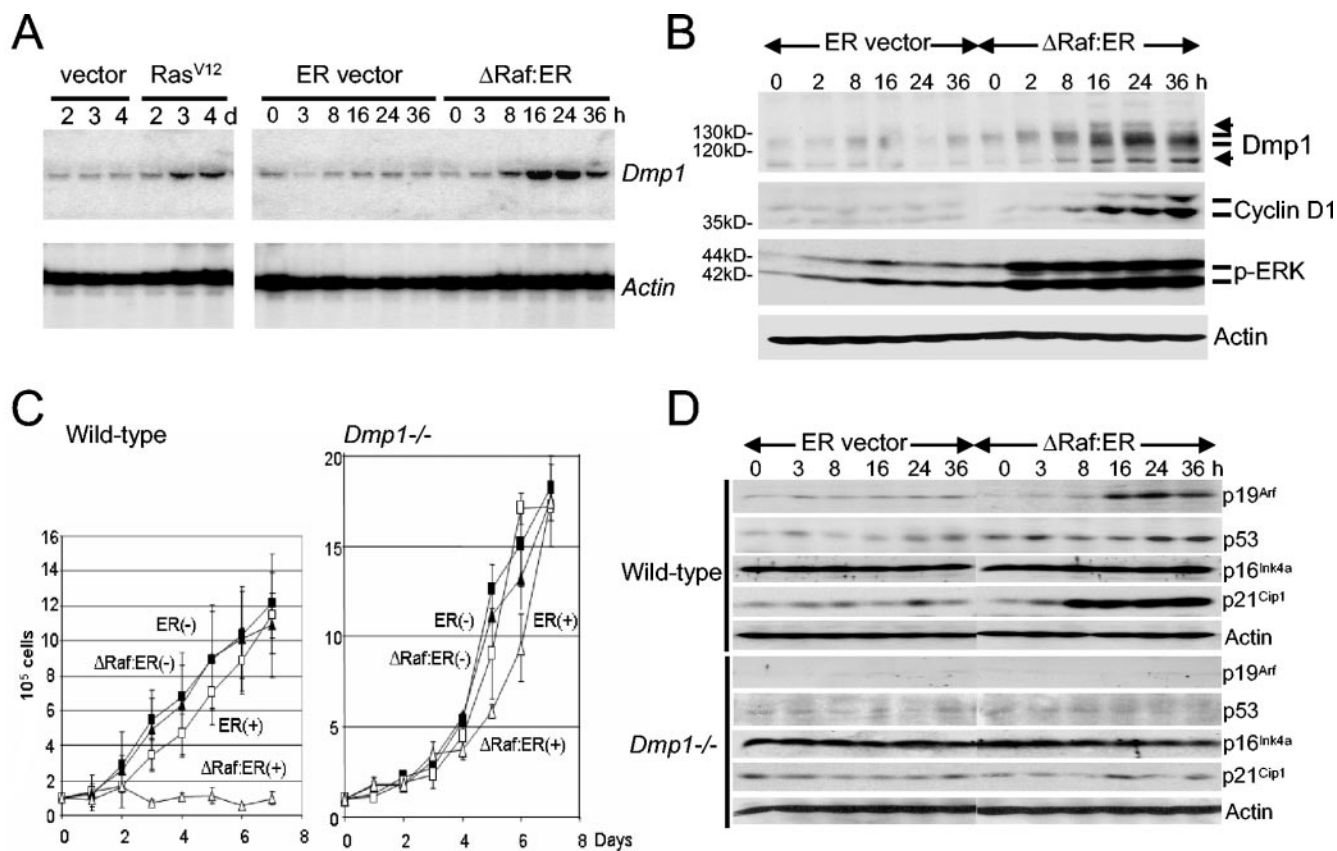 A
vector Ras^V12 ER vector ΔRaf:ER
2 3 4 2 3 4 d 0 3 8 16 24 36 0 3 8 16 24 36 h
Dmp1
Actin
B
ER vector ΔRaf:ER
0 2 8 16 24 36 0 2 8 16 24 36 h
130kD-
120kD-
Dmp1
35kD-
Cyclin D1
44kD-
42kD-
p-ERK
Actin
C
Wild-type
10^5 cells
16
14
12
10
8
6
4
2
0
0 2 4 6 8
ER(-)
ΔRaf:ER(-)
ER(+)
ΔRaf:ER(+)
Dmp1-/-
20
15
10
5
0
0 2 4 6 8 Days
ER(-)
ER(+)
ΔRaf:ER(-)
ΔRaf:ER(+)
D
ER vector ΔRaf:ER
0 3 8 16 24 36 0 3 8 16 24 36 h
Wild-type
p19^Arf
p53
p16^Ink4a
p21^Cip1
Actin
Dmp1-/-
p19^Arf
p53
p16^Ink4a
p21^Cip1
Actin